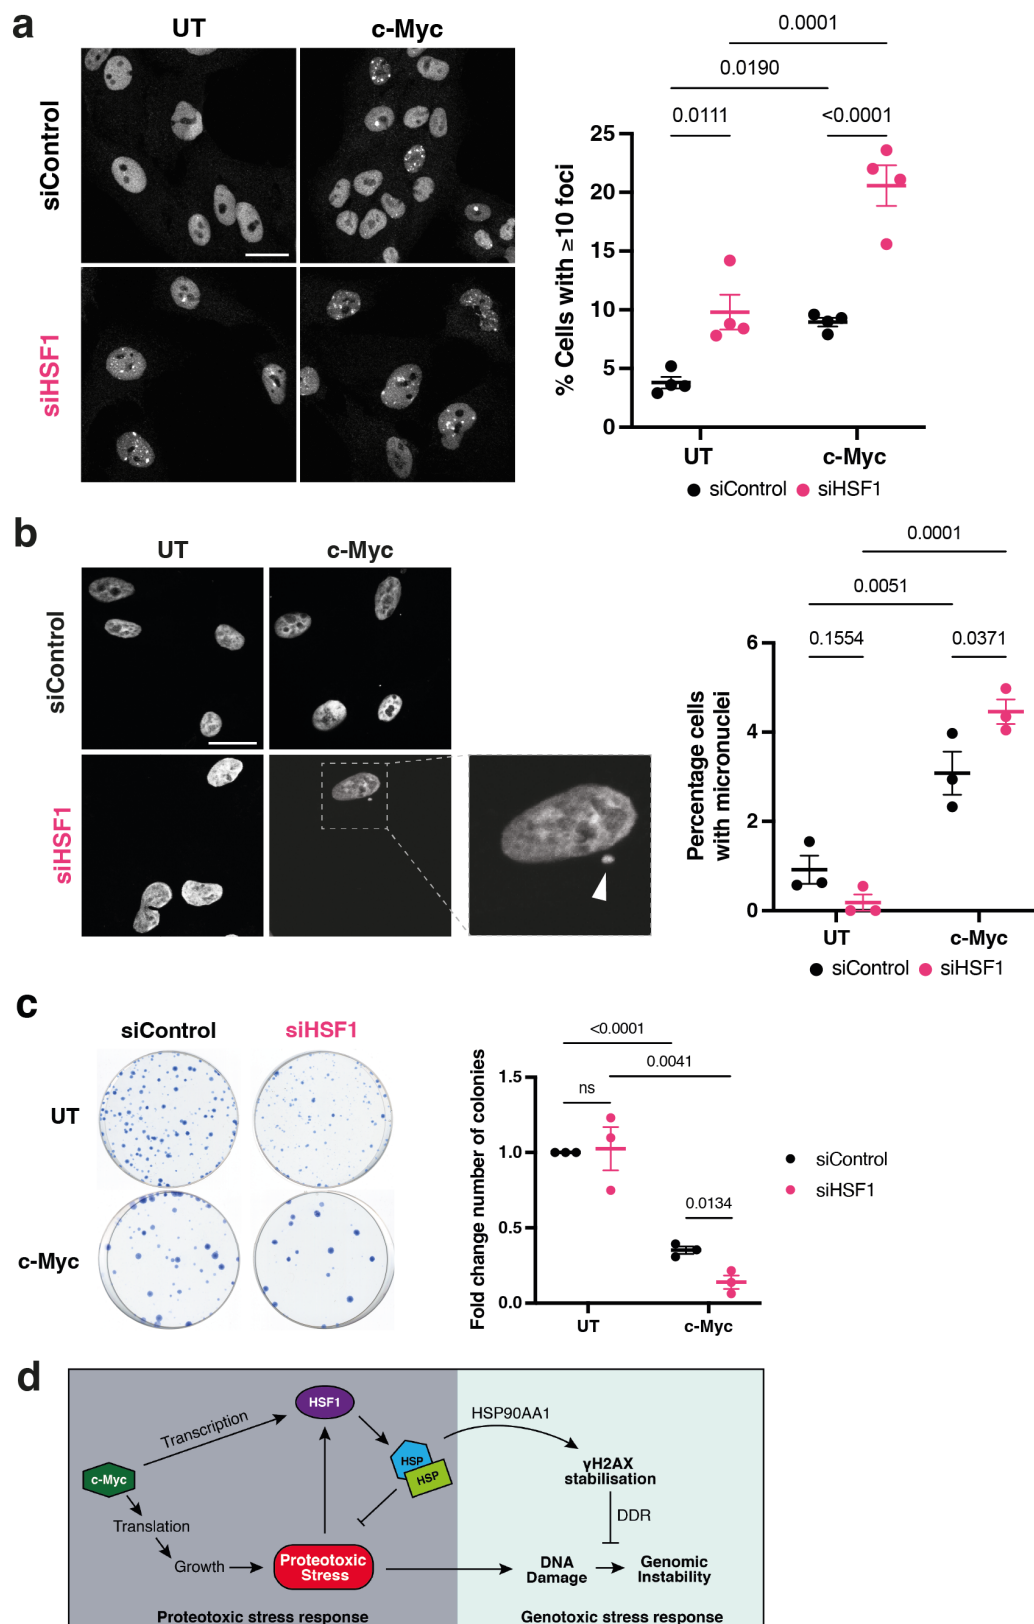 a
UT
c-Myc
siControl
siHSF1
0.0001
0.0190
0.0111
<0.0001
% Cells with ≥10 foci
25
20
15
10
5
0
UT
c-Myc
siControl
siHSF1
b
UT
c-Myc
siControl
siHSF1
0.0001
0.0051
0.1554
0.0371
Percentage cells
with micronuclei
6
4
2
0
UT
c-Myc
siControl
siHSF1
c
siControl
siHSF1
UT
c-Myc
<0.0001
0.0041
ns
0.0134
Fold change number of colonies
1.5
1.0
0.5
0.0
UT
c-Myc
siControl
siHSF1
d
HSF1
Transcription
HSP90AA1
c-Myc
HSP
HSP
γH2AX
stabilisation
Translation
DDR
Growth
Proteotoxic
Stress
DNA
Damage
Genomic
Instability
Proteotoxic stress response
Genotoxic stress response